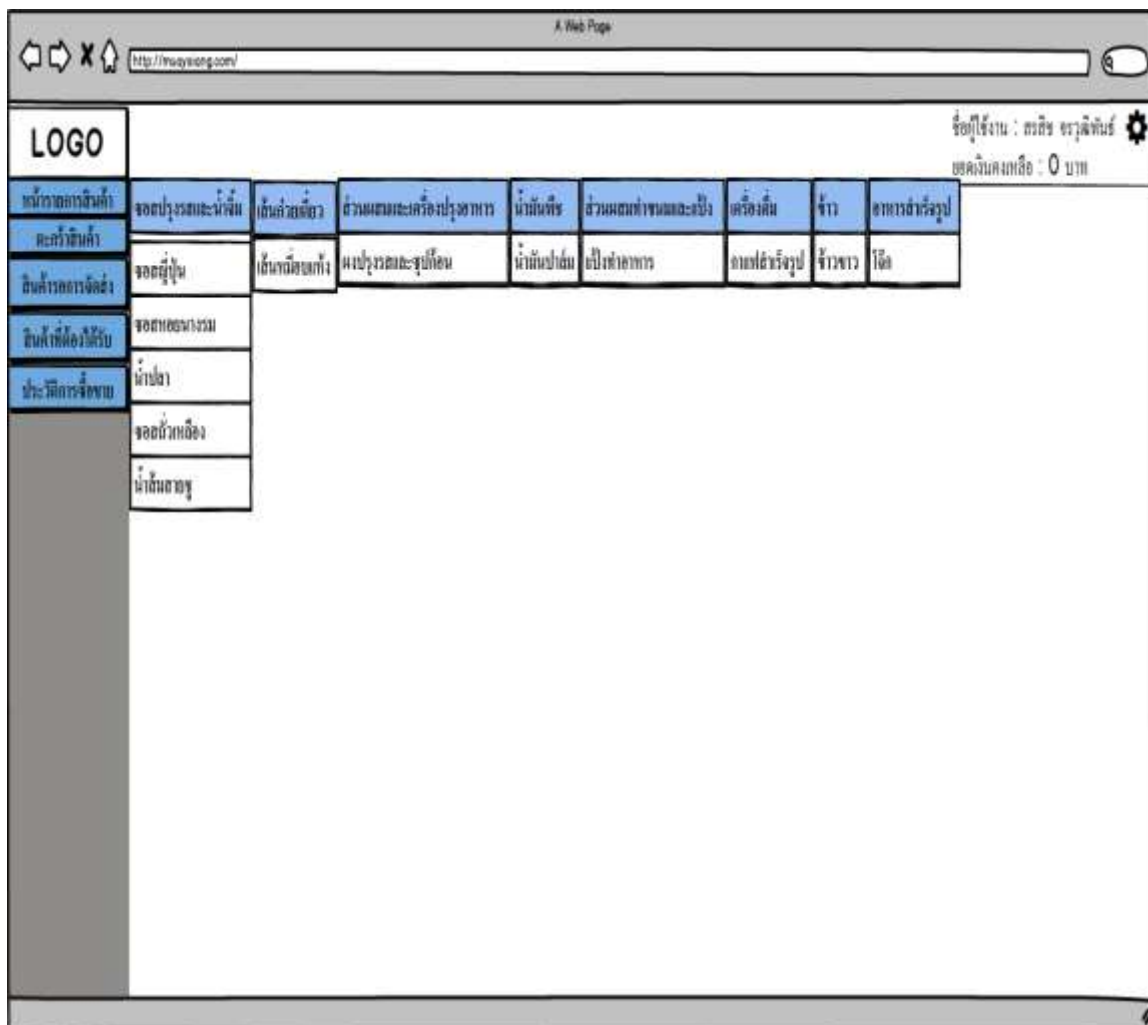 A Web Page
LOGO
ชื่อผู้ใช้งาน : สรสิช
ยอดเงินคงเหลือ : 0 บาท
หน้ารายการสินค้า
ตะกร้าสินค้า
สินค้ารอการจัดส่ง
สินค้าที่ต้องได้รับ
ประวัติการซื้อขาย
ซอสปรุงรสและน้ำจิ้ม เส้นก๋วยเตี๋ยว ส่วนผสมและเครื่องปรุงอาหาร น้ำมันพืช ส่วนผสมทำขนมและแป้ง เครื่องดื่ม ข้าว อาหารสำเร็จรูป
ซอสญี่ปุ่น เส้นหมี่อบแห้ง ผงปรุงรสและซุปก้อน น้ำมันปาล์ม แป้งทำอาหาร กาแฟสำเร็จรูป ข้าวขาว โจ๊ก
ซอสหอยนางรม
น้ำปลา
ซอสถั่วเหลือง
น้ำส้มสายชู